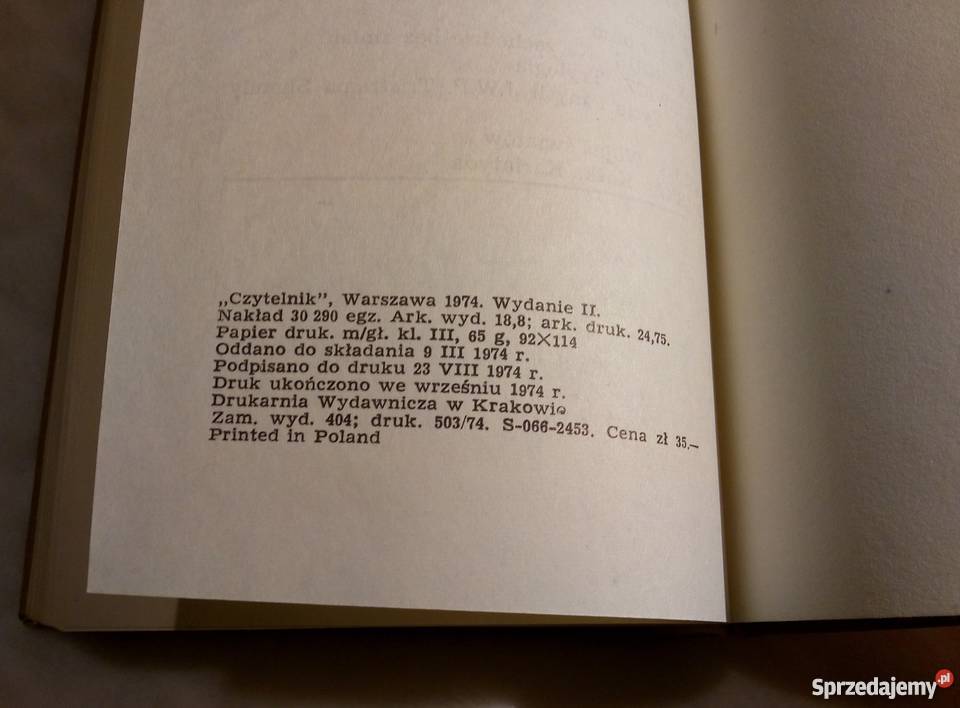 „Czytelnik”, Warszawa 1974. Wydanie II.
Nakład 30 290 egz. Ark. wyd. 18,8; ark. druk. 24,75.
Papier druk. m/gł. kl. III, 65 g, 92×114
Oddano do składania 9 III 1974 r.
Podpisano do druku 23 VIII 1974 r.
Druk ukończono we wrześniu 1974 r.
Drukarnia Wydawnicza w Krakowie
Zam. wyd. 404; druk. 503/74. S-066-2453. Cena zł 35,—
Printed in Poland
Sprzedajemy.pl